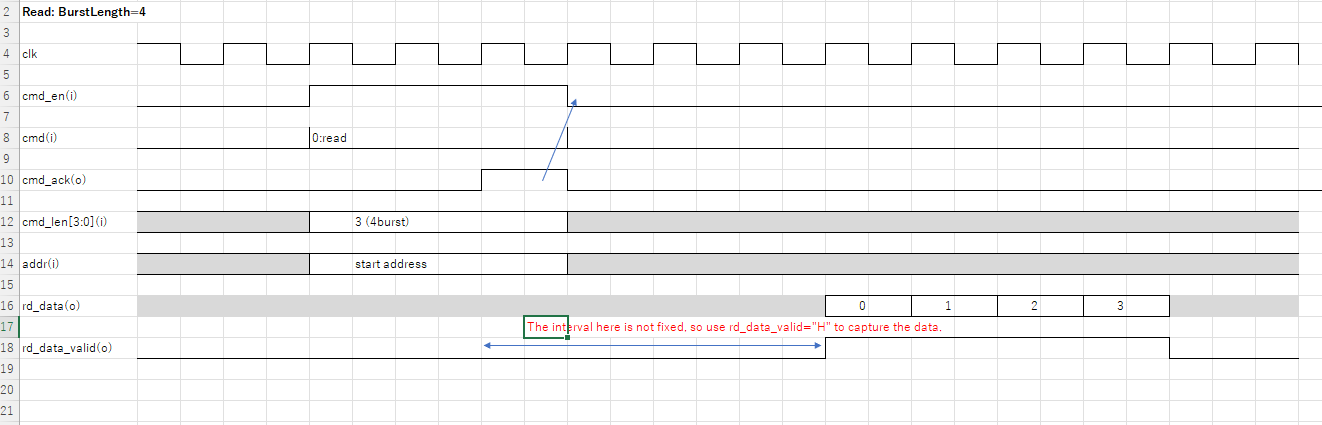 2 Read: BurstLength=4
3
4 clk
5
6 cmd_en(i)
7
8 cmd(i) 0:read
9
10 cmd_ack(o)
11
12 cmd_len[3:0](i) 3 (4burst)
13
14 addr(i) start address
15
16 rd_data(o) 0 1 2 3
17 The interval here is not fixed, so use rd_data_valid="H" to capture the data.
18 rd_data_valid(o)
19
20
21